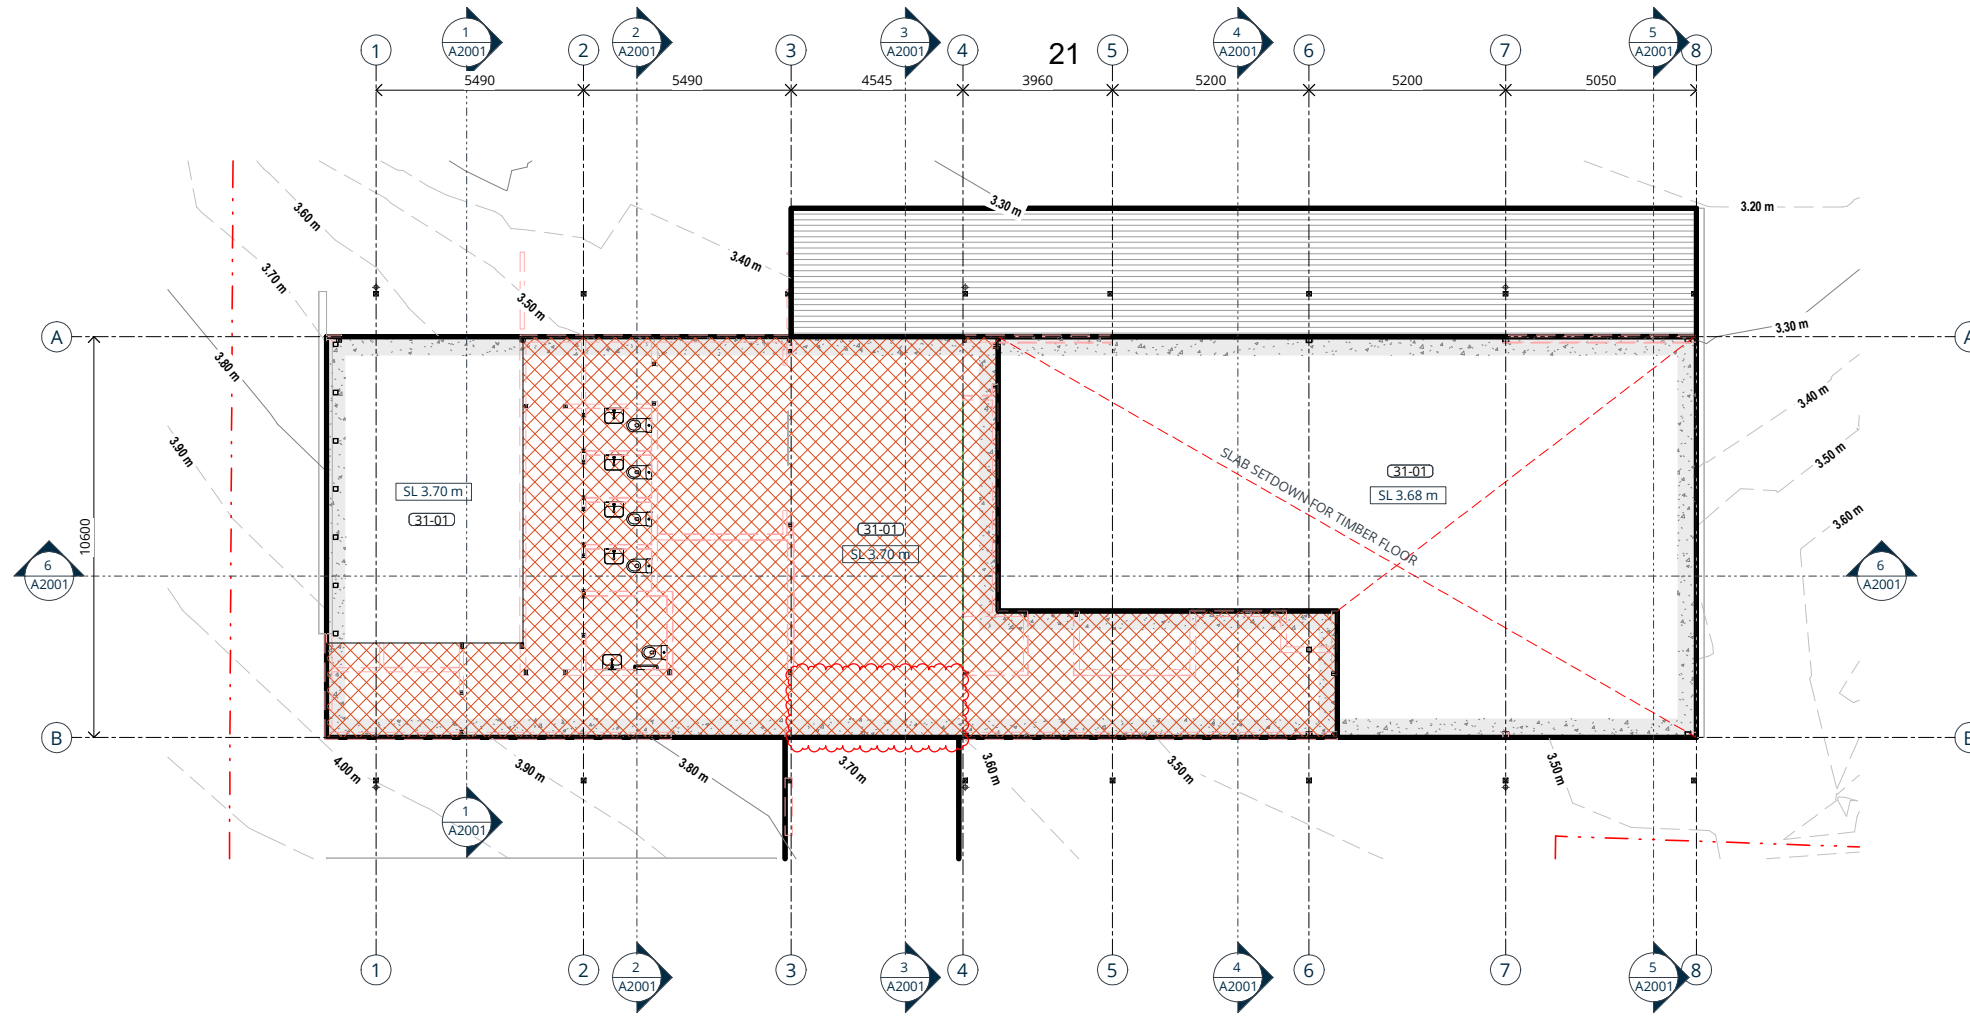 1
A2001
2
A2001
3
A2001
4
A2001
5
A2001
1
2
3
4
21
5
6
7
8
5490
5490
4545
3960
5200
5200
5050
3.60 m
3.30 m
3.20 m
3.70 m
3.40 m
3.50 m
A
3.30 m
A
3.80 m
3.40 m
3.90 m
SLAB SETDOWN FOR TIMBER FLOOR
3.50 m
31-01
SL 3.68 m
SL 3.70 m
31-01
31-01
SL 3.70 m
3.60 m
10600
6
A2001
6
A2001
B
4.00 m
3.90 m
3.80 m
3.70 m
3.60 m
3.50 m
3.50 m
1
A2001
1
2
3
4
5
6
7
8
2
A2001
3
A2001
4
A2001
5
A2001